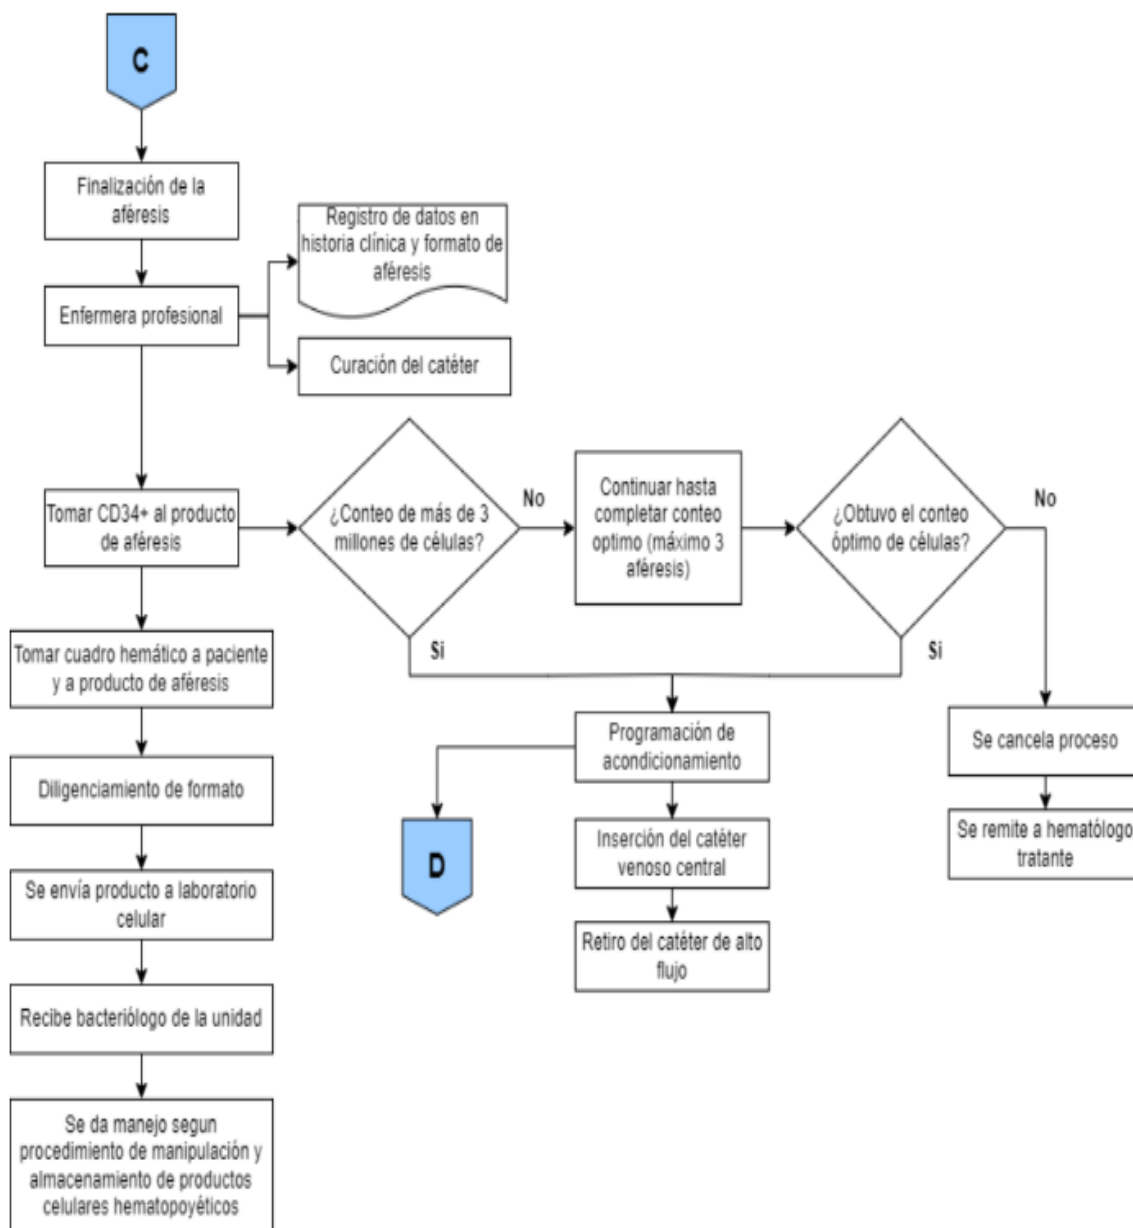 C
Finalización de la
aféresis
Registro de datos en
historia clínica y formato de
aféresis
Enfermera profesional
Curación del catéter
Tomar CD34+ al producto
de aféresis
¿Conteo de más de 3
millones de células?
No
Continuar hasta
completar conteo
optimo (máximo 3
aféresis)
¿Obtuvo el conteo
óptimo de células?
No
Si
Si
Tomar cuadro hemático a paciente
y a producto de aféresis
Programación de
acondicionamiento
Se cancela proceso
Diligenciamiento de formato
D
Inserción del catéter
venoso central
Se remite a hematólogo
tratante
Se envía producto a laboratorio
celular
Retiro del catéter de alto
flujo
Recibe bacteriólogo de la unidad
Se da manejo segun
procedimiento de manipulación y
almacenamiento de productos
celulares hematopoyéticos